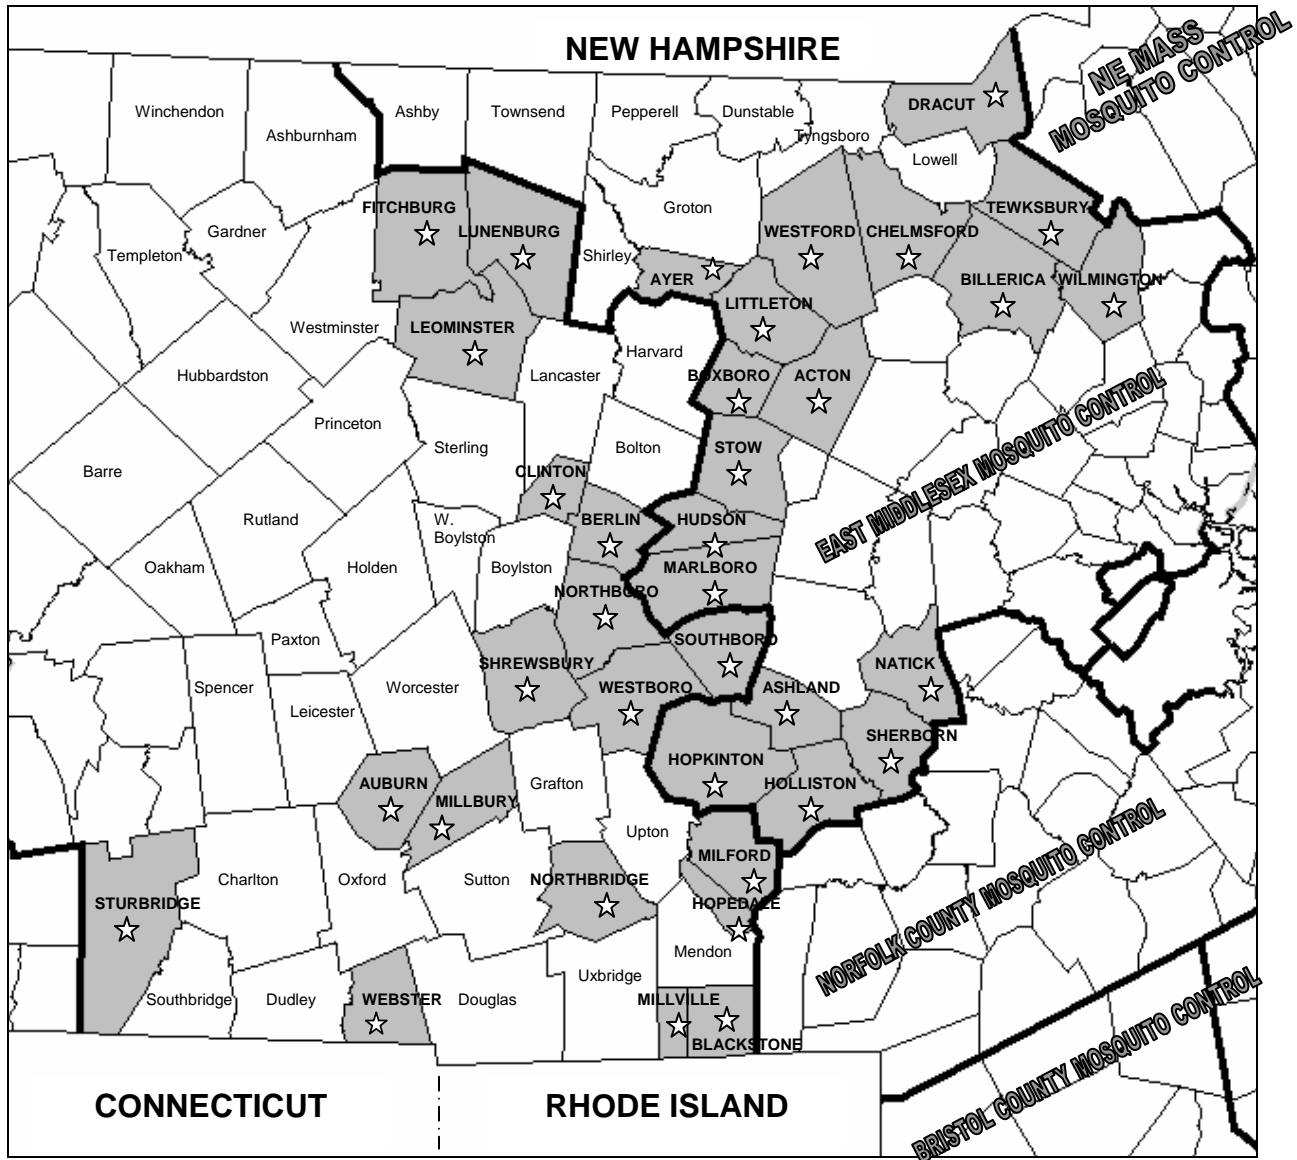 NEW HAMPSHIRE
NE MASS
MOSQUITO CONTROL
Winchendon
Ashburnham
Ashby
Townsend
Pepperell
Dunstable
Tyngsboro
DRACUT
Lowell
FITCHBURG
LUNENBURG
Groton
WESTFORD
CHELMSFORD
TEWKSBURY
Gardner
Templeton
Shirley
AYER
LITTLETON
BILLERICA
WILMINGTON
Westminster
LEOMINSTER
Harvard
Hubbardston
Lancaster
BOXBORO
ACTON
Princeton
Sterling
Bolton
STOW
Barre
CLINTON
EAST MIDDLESEX MOSQUITO CONTROL
Rutland
W.
Boylston
BERLIN
HUDSON
Oakham
Holden
Boylston
MARLBORO
NORTHBORO
Paxton
SOUTHBORO
SHREWSBURY
NATICK
Spencer
Worcester
WESTBORO
ASHLAND
Leicester
SHERBORN
HOPKINTON
AUBURN
MILLBURY
Grafton
HOLLISTON
Upton
MILFORD
Charlton
Oxford
Sutton
NORTHBRIDGE
STURBRIDGE
HOPEDALE
NORFOLK COUNTY MOSQUITO CONTROL
Mendon
Uxbridge
Southbridge
Dudley
WEBSTER
Douglas
MILLVILLE
BLACKSTONE
BRISTOL COUNTY MOSQUITO CONTROL
CONNECTICUT
RHODE ISLAND